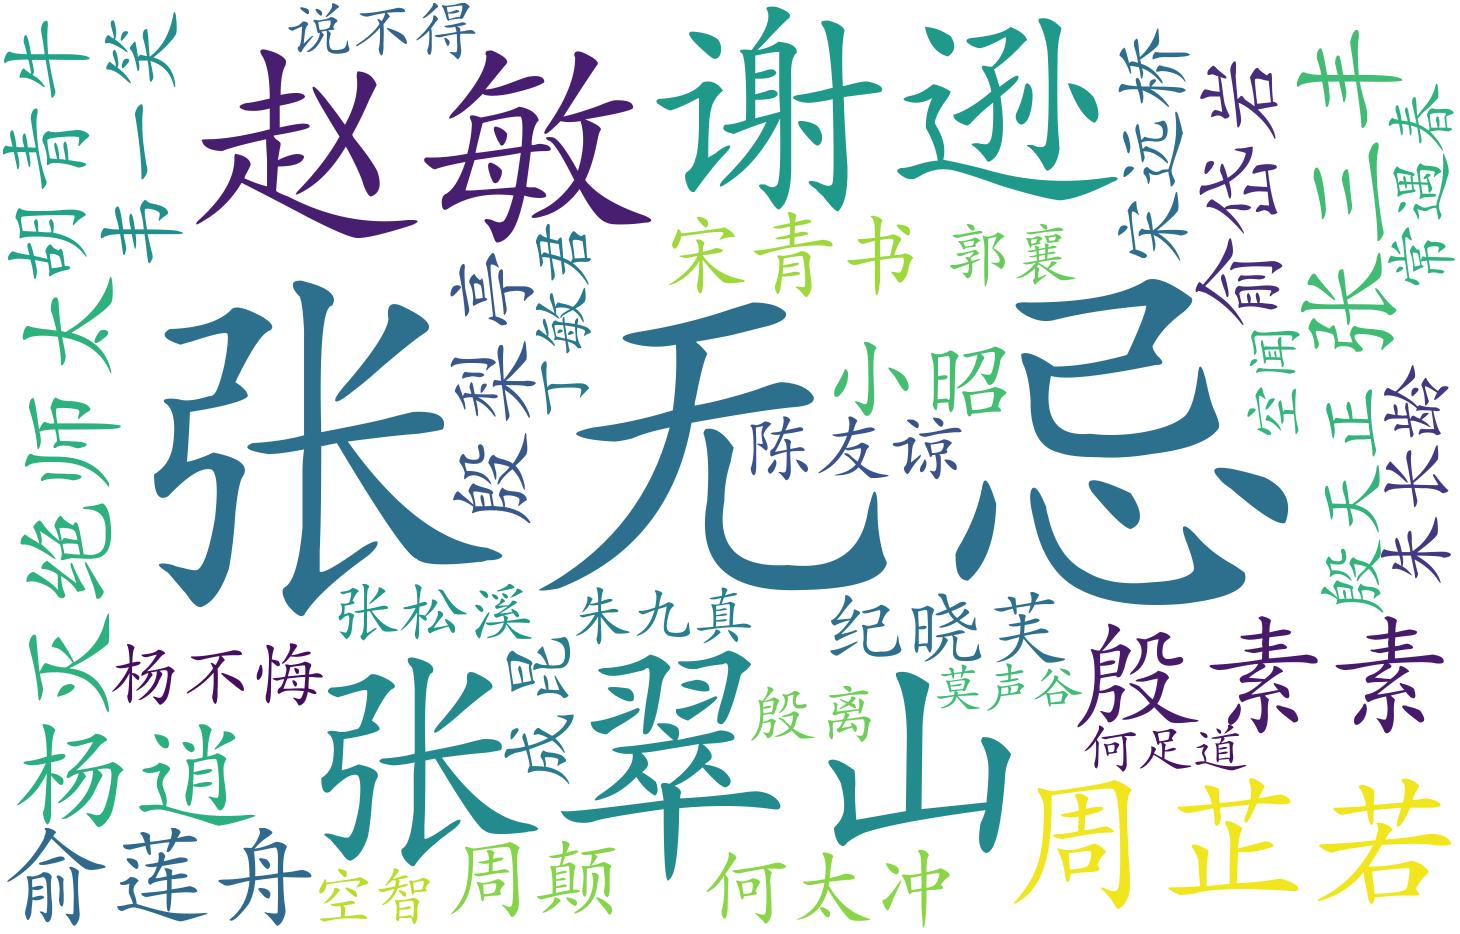 说不得
赵敏
谢逊
胡青牛
韦一笑
宋远桥
俞岱岩
张三丰
常遇春
宋青书
郭襄
殷梨亭
丁敏君
张无忌
小昭
陈友谅
空闻
殷天正
朱长龄
灭绝师太
张松溪
朱九真
纪晓芙
殷素素
杨不悔
张翠山
成昆
殷离
莫声谷
何足道
杨逍
周芷若
俞莲舟
空智
周颠
何太冲